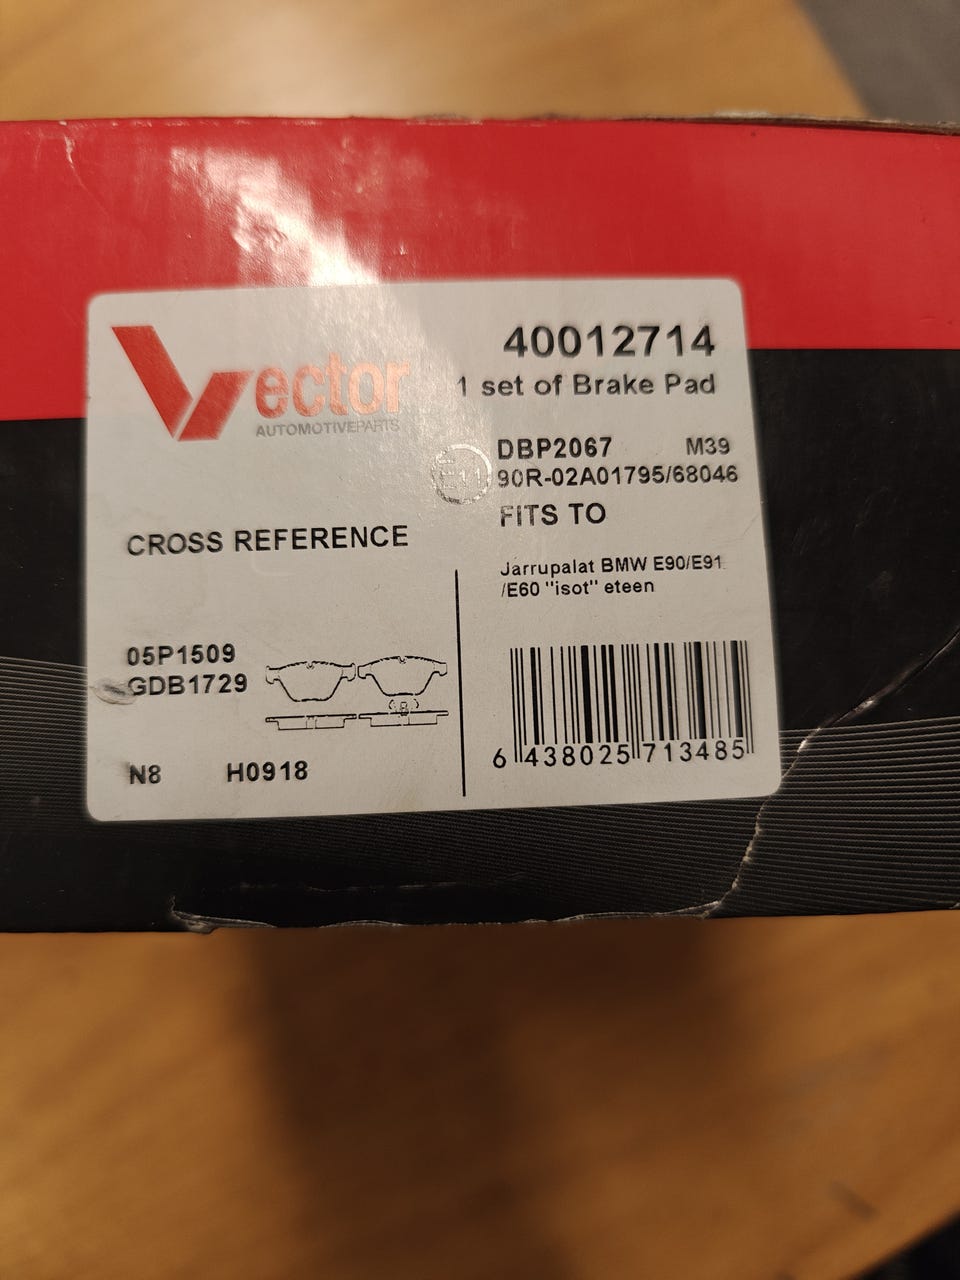 Vector
AUTOMOTIVEPARTS
40012714
1 set of Brake Pad
DBP2067 M39
E11 90R-02A01795/68046
FITS TO
Jarrupalat BMW E90/E91
/E60 "isot" eteen
CROSS REFERENCE
05P1509
GDB1729
N8 H0918
6 438025 713485